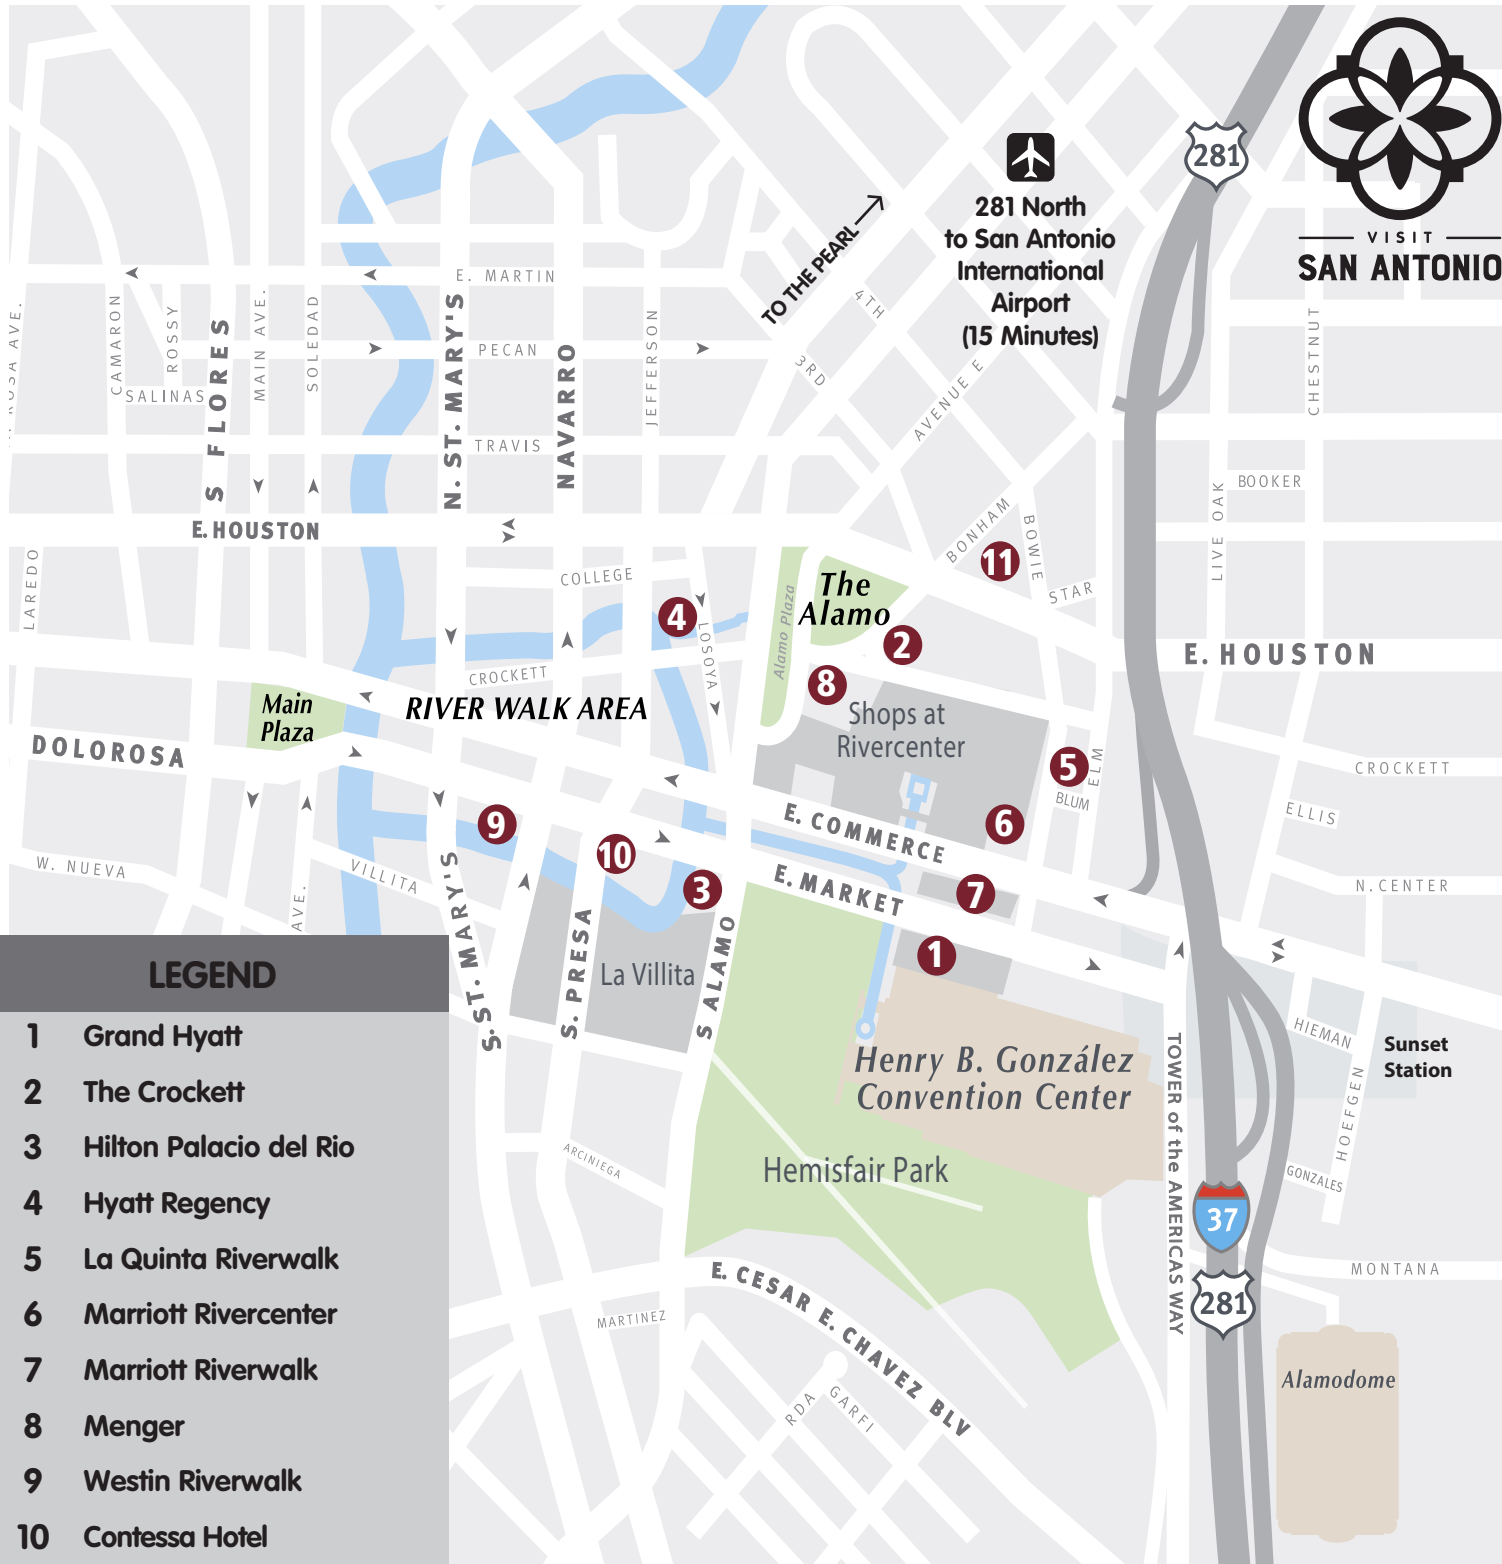 281
VISIT
SAN ANTONIO
281 North
to San Antonio
International
Airport
(15 Minutes)
TO THE PEARL
4TH
3RD
AVENUE E
E. MARTIN
PECAN
TRAVIS
ROSA AVE.
CAMARON
ROSSY
SALINAS
S FLORES
MAIN AVE.
SOLEDAD
N. ST. MARY'S
NAVARRO
JEFFERSON
CHESTNUT
BOOKER
LIVE OAK
E. HOUSTON
BONHAM
BOWIE
11
STAR
LAREDO
COLLEGE
The
Alamo
Alamo Plaza
4
LOSOYA
2
E. HOUSTON
CROCKETT
8
Main
Plaza
RIVER WALK AREA
Shops at
Rivercenter
DOLOROSA
5
ELM
BLUM
CROCKETT
ELLIS
9
10
3
E. COMMERCE
6
E. MARKET
7
N. CENTER
W. NUEVA
VILLITA
AVE.
S. ST. MARY'S
S. PRESA
La Villita
S ALAMO
1
HIEMAN
Sunset
Station
HOEFGEN
GONZALES
Henry B. González
Convention Center
TOWER of the AMERICAS WAY
Hemisfair Park
ARCINIEGA
37
281
MONTANA
E. CESAR E. CHAVEZ BLV
MARTINEZ
RDA
GARFI
Alamodome
LEGEND
1 Grand Hyatt
2 The Crockett
3 Hilton Palacio del Rio
4 Hyatt Regency
5 La Quinta Riverwalk
6 Marriott Rivercenter
7 Marriott Riverwalk
8 Menger
9 Westin Riverwalk
10 Contessa Hotel